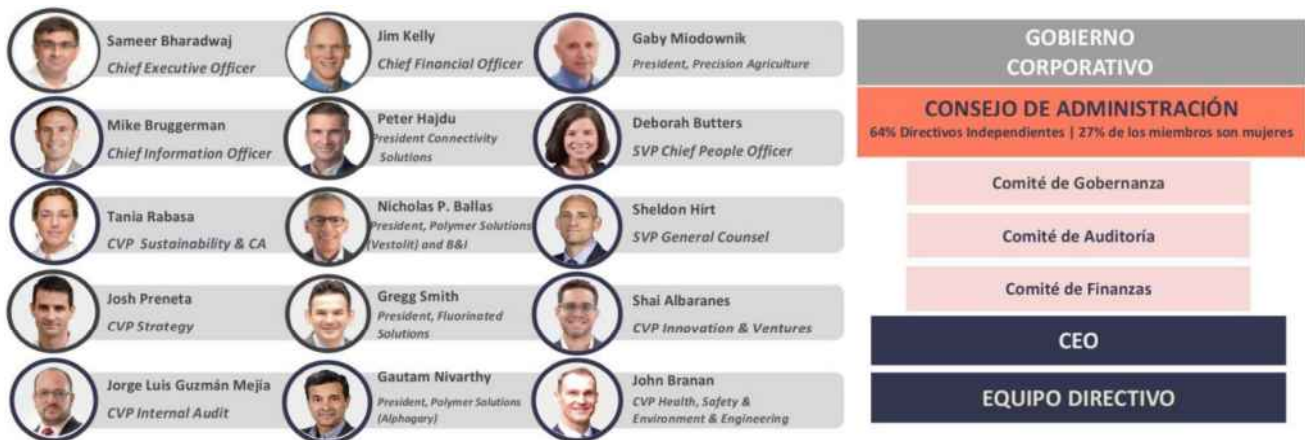 Sameer Bharadwaj
Chief Executive Officer
Jim Kelly
Chief Financial Officer
Gaby Miodownik
President, Precision Agriculture
Mike Bruggerman
Chief Information Officer
Peter Hajdu
President Connectivity
Solutions
Deborah Butters
SVP Chief People Officer
Tania Rabasa
CVP Sustainability & CA
Nicholas P. Ballas
President, Polymer Solutions
(Vestolit) and B&I
Sheldon Hirt
SVP General Counsel
Josh Preneta
CVP Strategy
Gregg Smith
President, Fluorinated
Solutions
Shai Albaranes
CVP Innovation & Ventures
Jorge Luis Guzmán Mejía
CVP Internal Audit
Gautam Nivarthy
President, Polymer Solutions
(Alphagary)
John Branan
CVP Health, Safety &
Environment & Engineering
GOBIERNO
CORPORATIVO
CONSEJO DE ADMINISTRACIÓN
64% Directivos Independientes | 27% de los miembros son mujeres
Comité de Gobernanza
Comité de Auditoría
Comité de Finanzas
CEO
EQUIPO DIRECTIVO